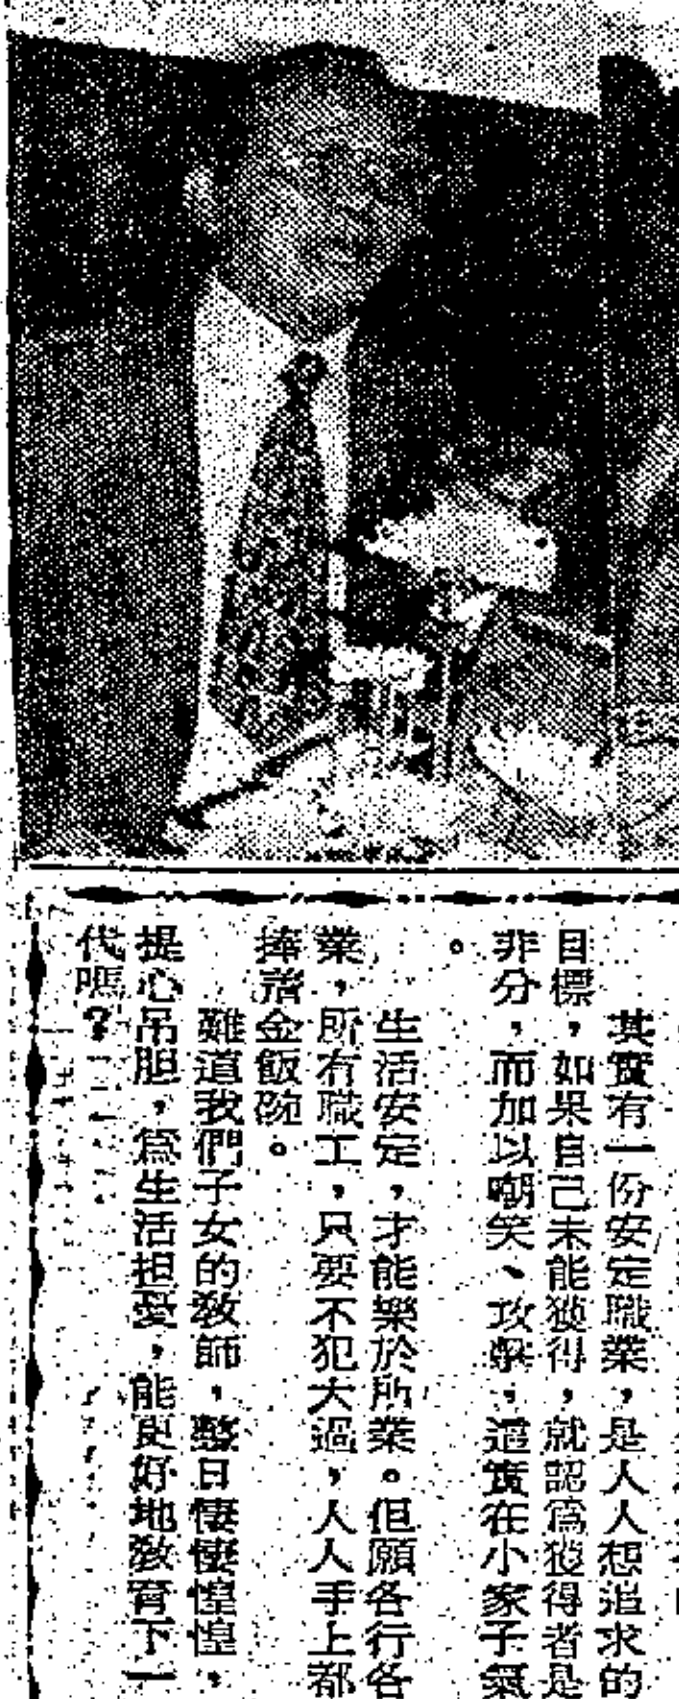 其實有一份安定職業，是人人想追求的
目標，如果自己未能獲得，就認爲獲得者是
非分，而加以嘲笑、攻擊，這實在小家子氣
。
生活安定，才能樂於所業。但願各行各
業，所有職工，只要不犯大過，人人手上都
捧着金飯碗。
難道我們子女的敎師，整日悽悽惶惶，
提心吊胆，爲生活担憂，能更好地敎育下一
代嗎？